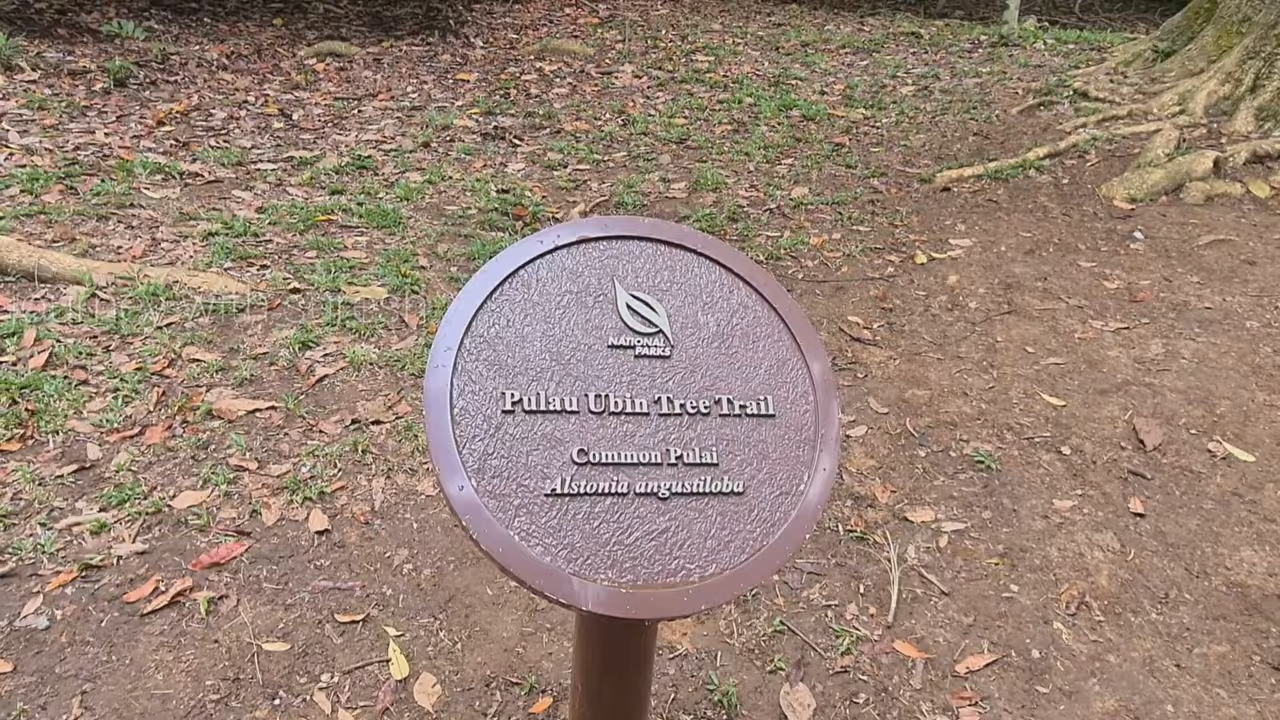 NATIONAL
PARKS
Pulau Ubin Tree Trail
Common Pulai
Alstonia angustiloba